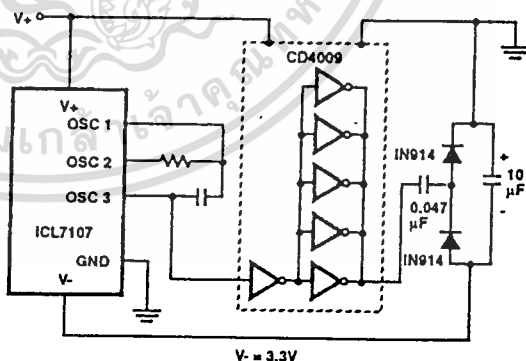 V+
CD4009
V+
OSC 1
OSC 2
OSC 3
ICL7107
GND
V-
IN914
0.047
µF
IN914
+
10
µF
-
V- = 3.3V